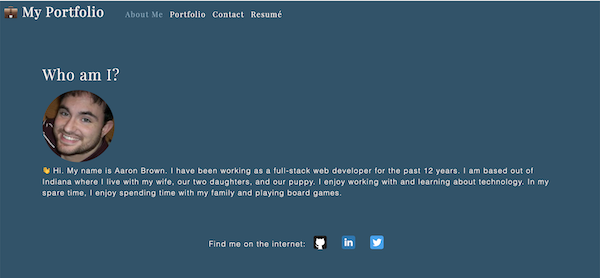 My Portfolio
About Me Portfolio Contact Resumé
Who am I?
Hi. My name is Aaron Brown. I have been working as a full-stack web developer for the past 12 years. I am based out of
Indiana where I live with my wife, our two daughters, and our puppy. I enjoy working with and learning about technology. In my
spare time, I enjoy spending time with my family and playing board games.
Find me on the internet: in